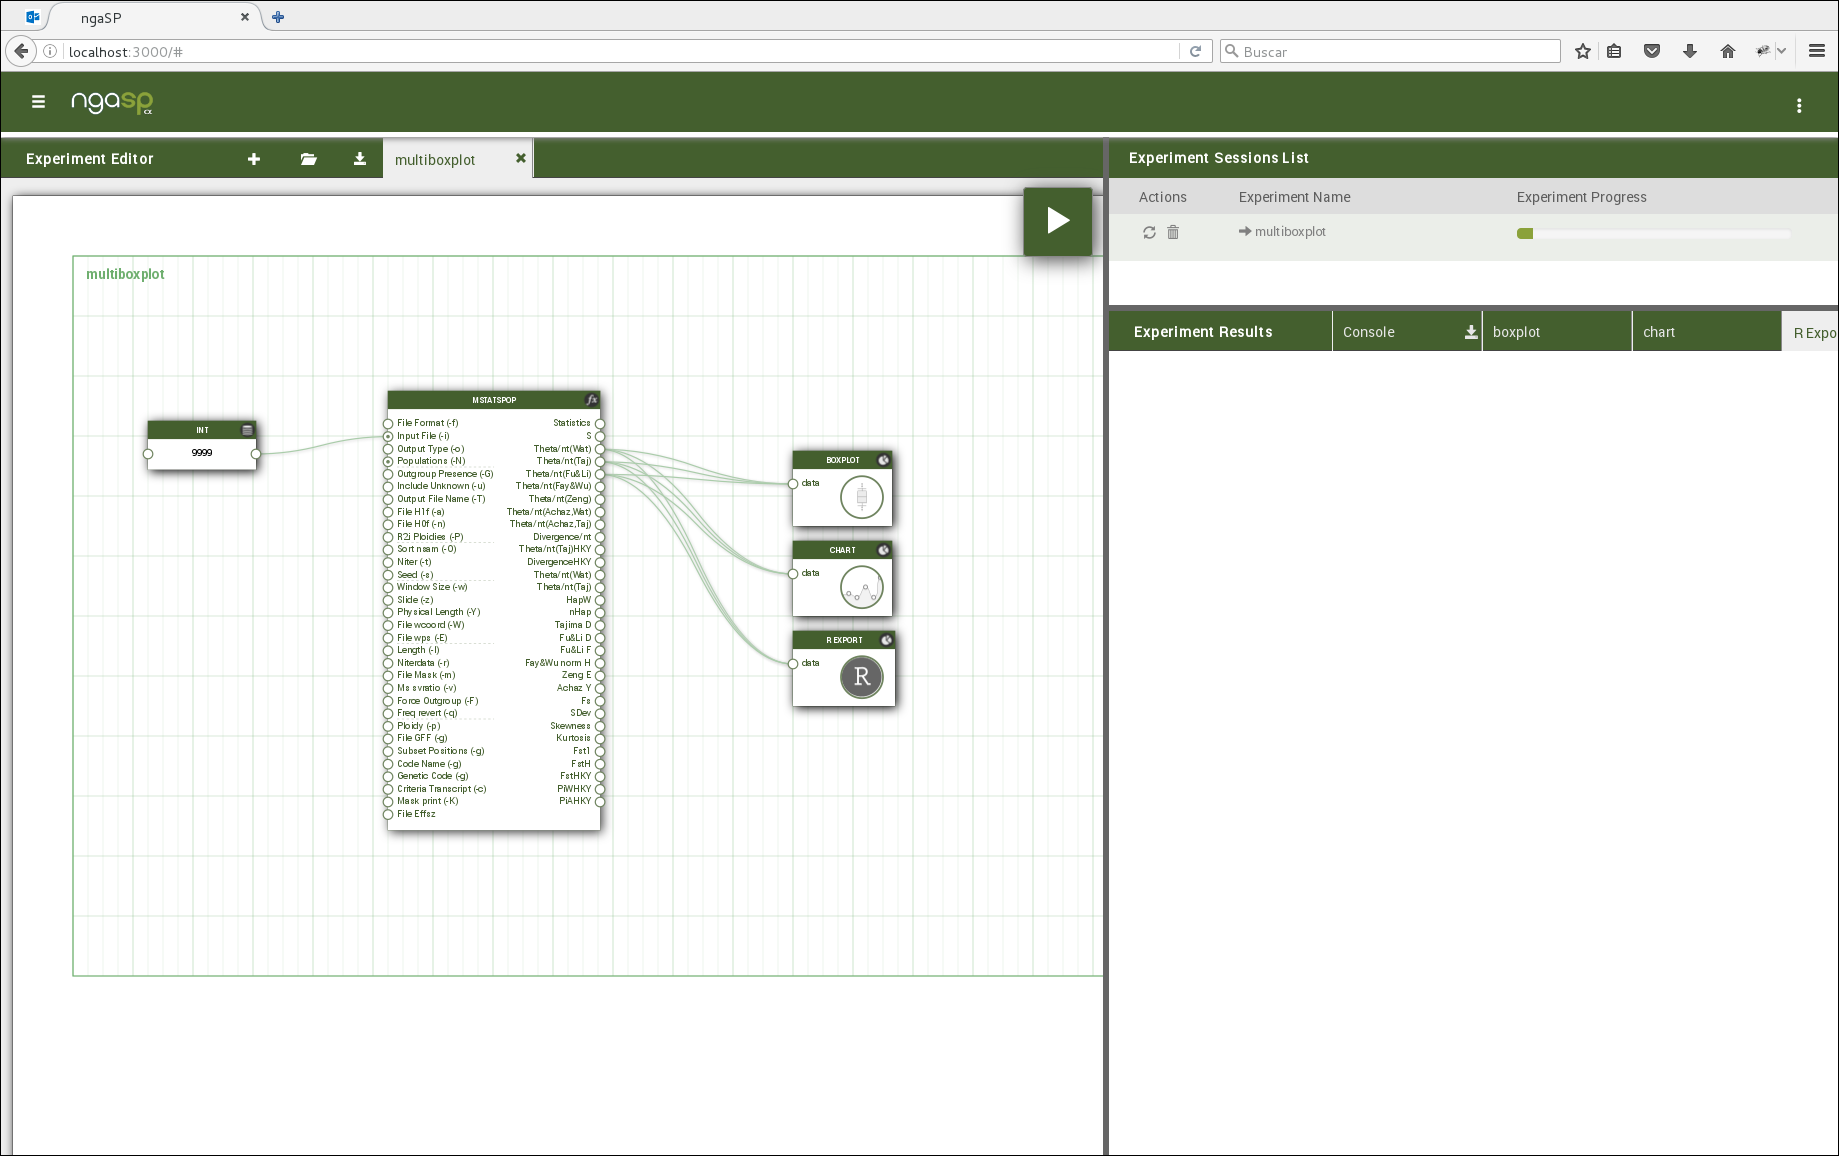 ngaSP
localhost:3000/#
Buscar
ngasp α
Experiment Editor
multiboxplot
Experiment Sessions List
Actions Experiment Name Experiment Progress
multiboxplot
Experiment Results
Console
boxplot
chart
R Expo
multiboxplot
INT
9999
MSTATSPOP
fx
File Format (-f)
Input File (-i)
Output Type (-o)
Populations (-N)
Outgroup Presence (-G)
Include Unknown (-u)
Output File Name (-T)
File H1f (-a)
File H0f (-n)
R2i Ploidies (-P)
Sort nsam (-O)
Niter (-t)
Seed (-s)
Window Size (-w)
Slide (-z)
Physical Length (-Y)
File wcoord (-W)
File wps (-E)
Length (-l)
Niterdata (-r)
File Mask (-m)
Ms svratio (-v)
Force Outgroup (-F)
Freq revert (-q)
Ploidy (-p)
File GFF (-g)
Subset Positions (-g)
Code Name (-g)
Genetic Code (-g)
Criteria Transcript (-c)
Mask print (-K)
File Effsz
Statistics
S
Theta/nt(Wat)
Theta/nt(Taj)
Theta/nt(Fu&Li)
Theta/nt(Fay&Wu)
Theta/nt(Zeng)
Theta/nt(Achaz,Wat)
Theta/nt(Achaz,Taj)
Divergence/nt
Theta/nt(Taj)HKY
DivergenceHKY
Theta/nt(Wat)
Theta/nt(Taj)
HapW
nHap
Tajima D
Fu&Li D
Fu&Li F
Fay&Wu norm H
Zeng E
Achaz Y
Fs
SDev
Skewness
Kurtosis
Fst1
FstH
FstHKY
PiWHKY
PiAHKY
BOXPLOT
data
CHART
data
R EXPORT
data
R